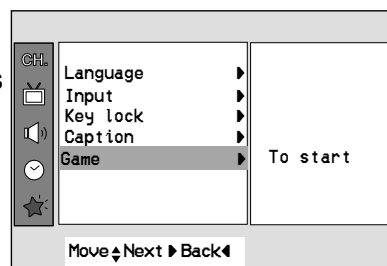 S
CH.
Language
Input
Key lock
Caption
Game
To start
Move Next Back